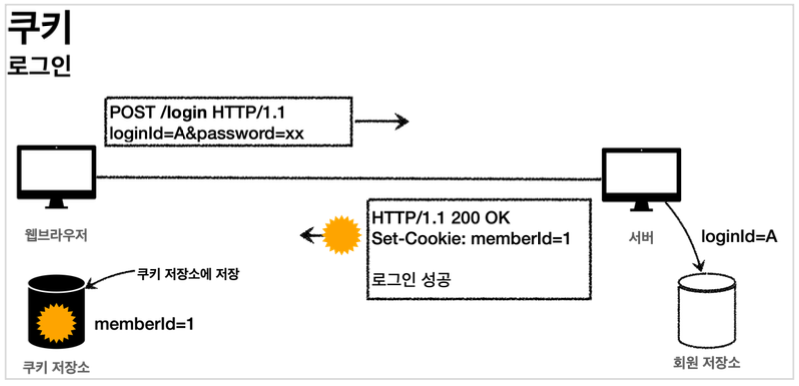 쿠키
로그인
POST /login HTTP/1.1
loginId=A&password=xx
웹브라우저
HTTP/1.1 200 OK
Set-Cookie: memberId=1
로그인 성공
서버
loginId=A
쿠키 저장소에 저장
memberId=1
쿠키 저장소
회원 저장소